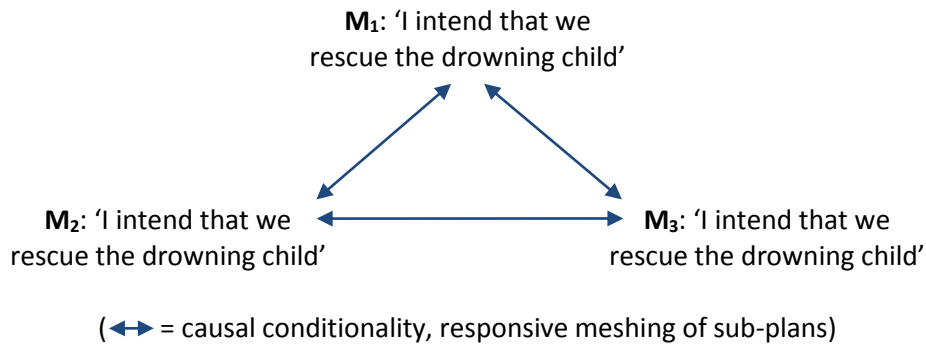 M₁: ‘I intend that we
rescue the drowning child’
M₂: ‘I intend that we
rescue the drowning child’
M₃: ‘I intend that we
rescue the drowning child’
(↔ = causal conditionality, responsive meshing of sub-plans)